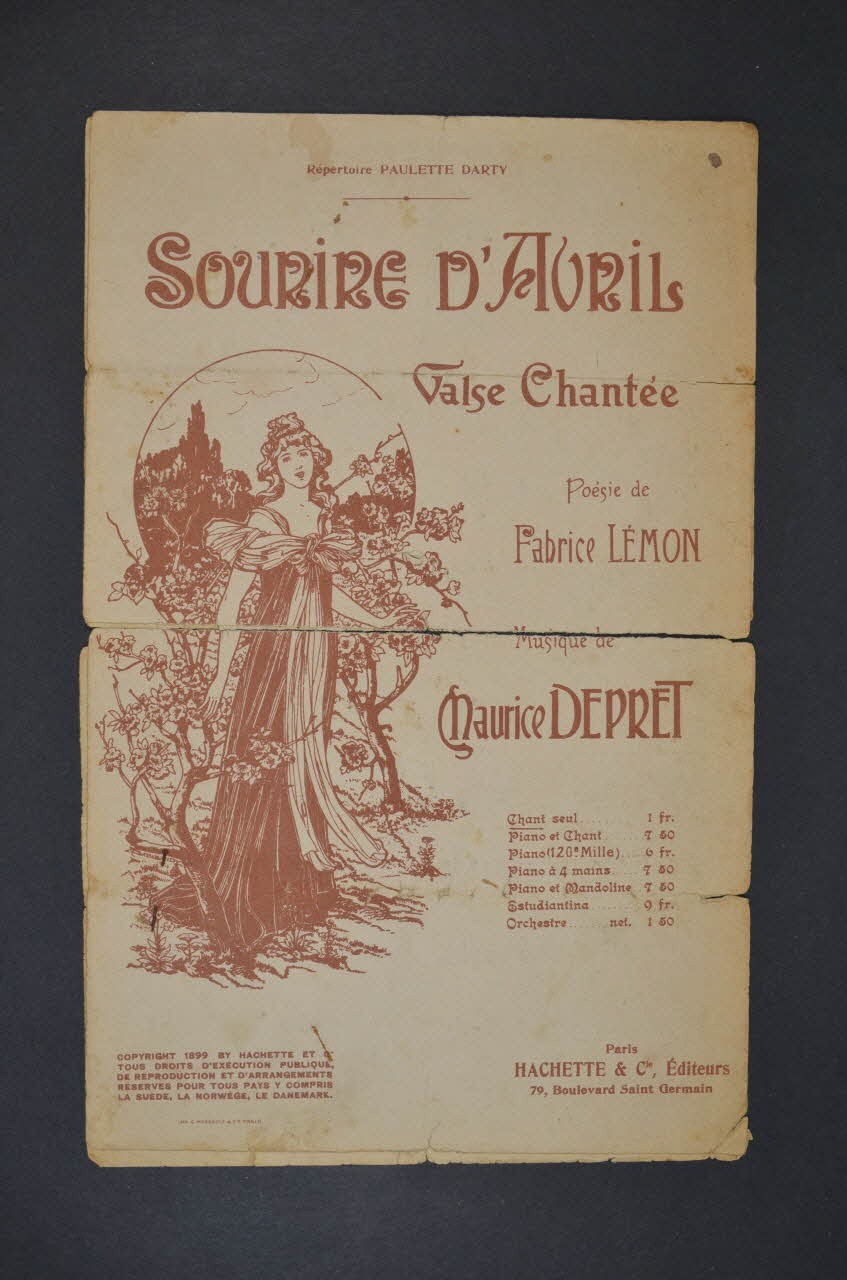 Répertoire PAULETTE DARTY
SOURIRE D'AVRIL
Valse Chantée
Poésie de
Fabrice LÉMON
Musique de
Maurice DEPRET
Chant seul........... 1 fr.
Piano et Chant...... 7 50
Piano (120e Mille).... 6 fr.
Piano à 4 mains..... 7 50
Piano et Mandoline.. 7 50
Estudiantina......... 9 fr.
Orchestre....... net. 1 50
COPYRIGHT 1899 BY HACHETTE ET
TOUS DROITS D'EXÉCUTION PUBLIQUE,
DE REPRODUCTION ET D'ARRANGEMENTS
RÉSERVÉS POUR TOUS PAYS Y COMPRIS
LA SUEDE, LA NORWÉGE, LE DANEMARK.
Paris
HACHETTE & Cie, Éditeurs
79, Boulevard Saint Germain